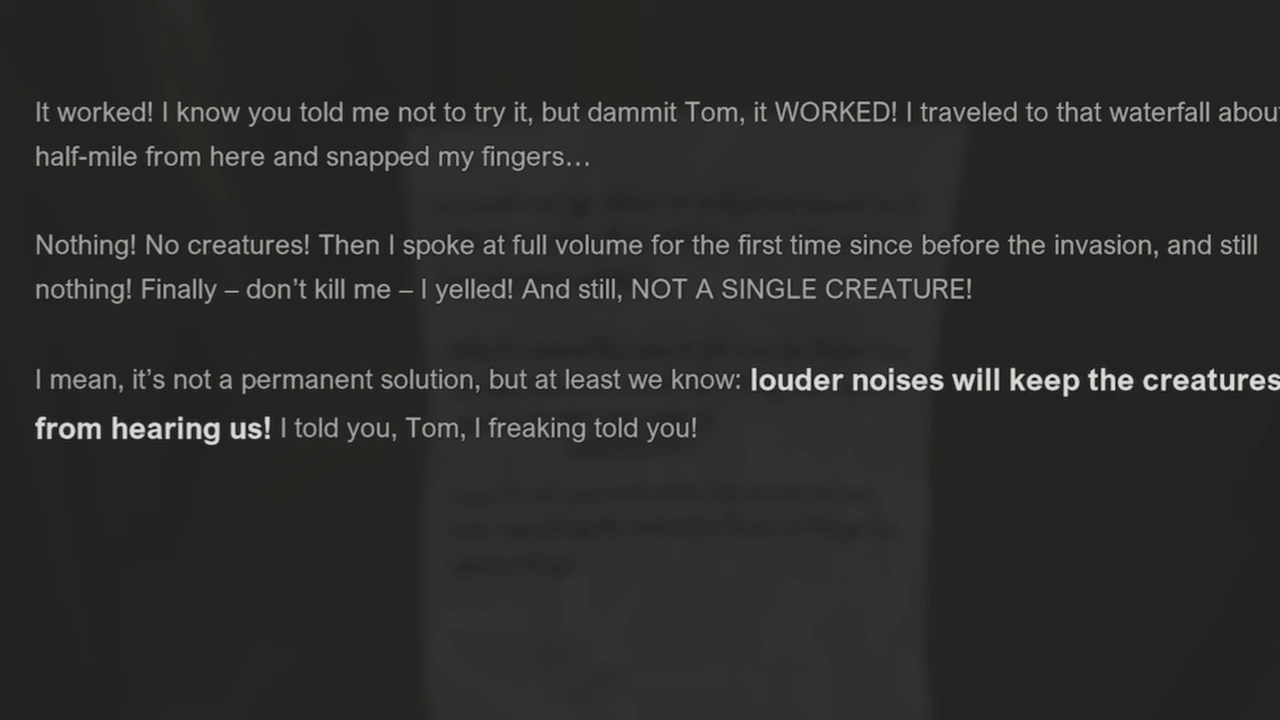 It worked! I know you told me not to try it, but dammit Tom, it WORKED! I traveled to that waterfall
half-mile from here and snapped my fingers…
Nothing! No creatures! Then I spoke at full volume for the first time since before the invasion, and still
nothing! Finally – don’t kill me – I yelled! And still, NOT A SINGLE CREATURE!
I mean, it’s not a permanent solution, but at least we know: louder noises will keep the creatures
from hearing us! I told you, Tom, I freaking told you!